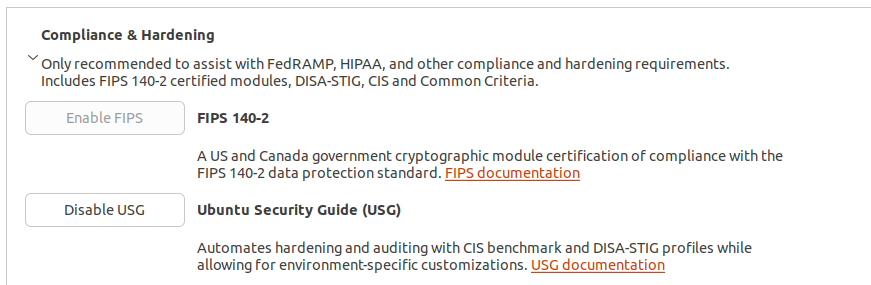 Compliance & Hardening
Only recommended to assist with FedRAMP, HIPAA, and other compliance and hardening requirements.
Includes FIPS 140-2 certified modules, DISA-STIG, CIS and Common Criteria.
Enable FIPS
FIPS 140-2
A US and Canada government cryptographic module certification of compliance with the
FIPS 140-2 data protection standard. FIPS documentation
Disable USG
Ubuntu Security Guide (USG)
Automates hardening and auditing with CIS benchmark and DISA-STIG profiles while
allowing for environment-specific customizations. USG documentation